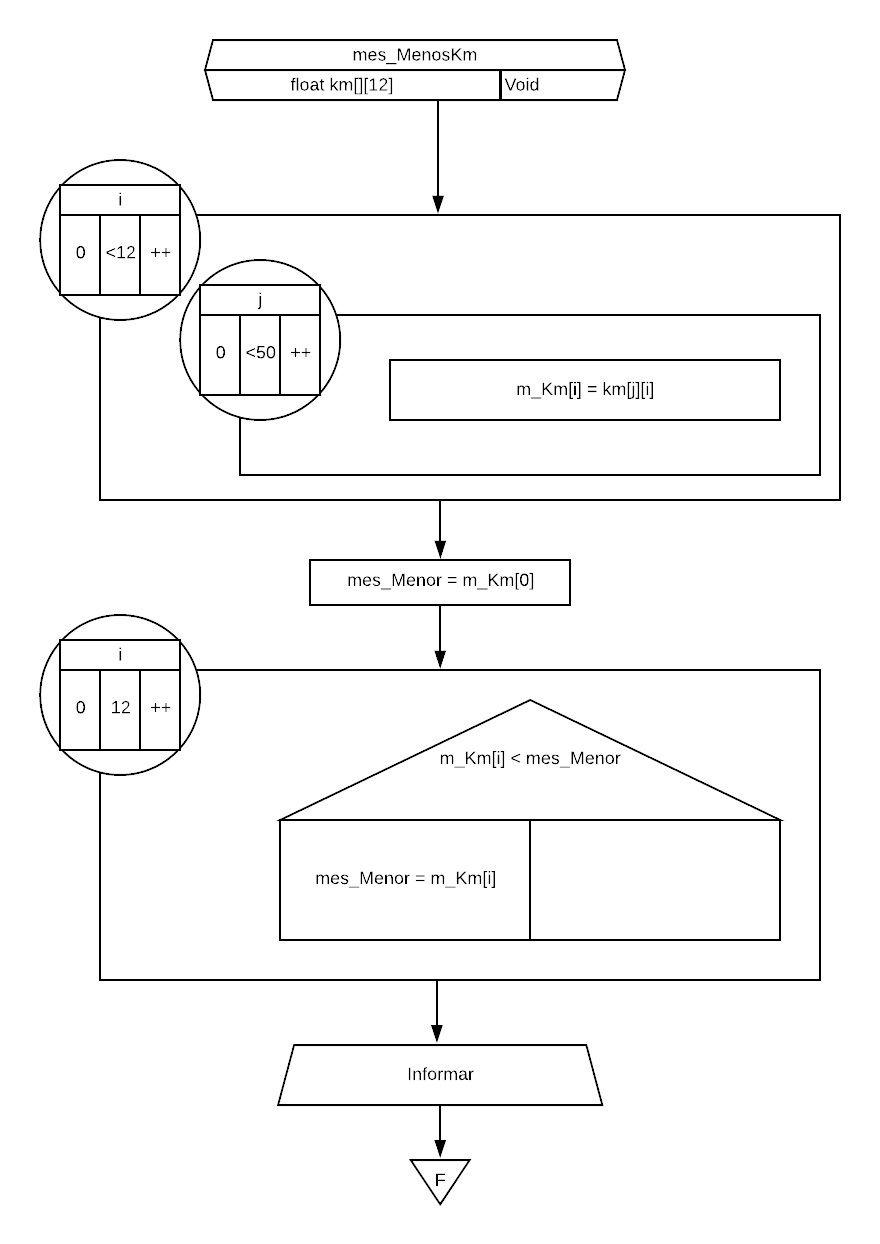 mes_MenosKm
float km[][12]
Void
i
0
<12
++
j
0
<50
++
m_Km[i] = km[j][i]
mes_Menor = m_Km[0]
i
0
12
++
m_Km[i] < mes_Menor
mes_Menor = m_Km[i]
Informar
F